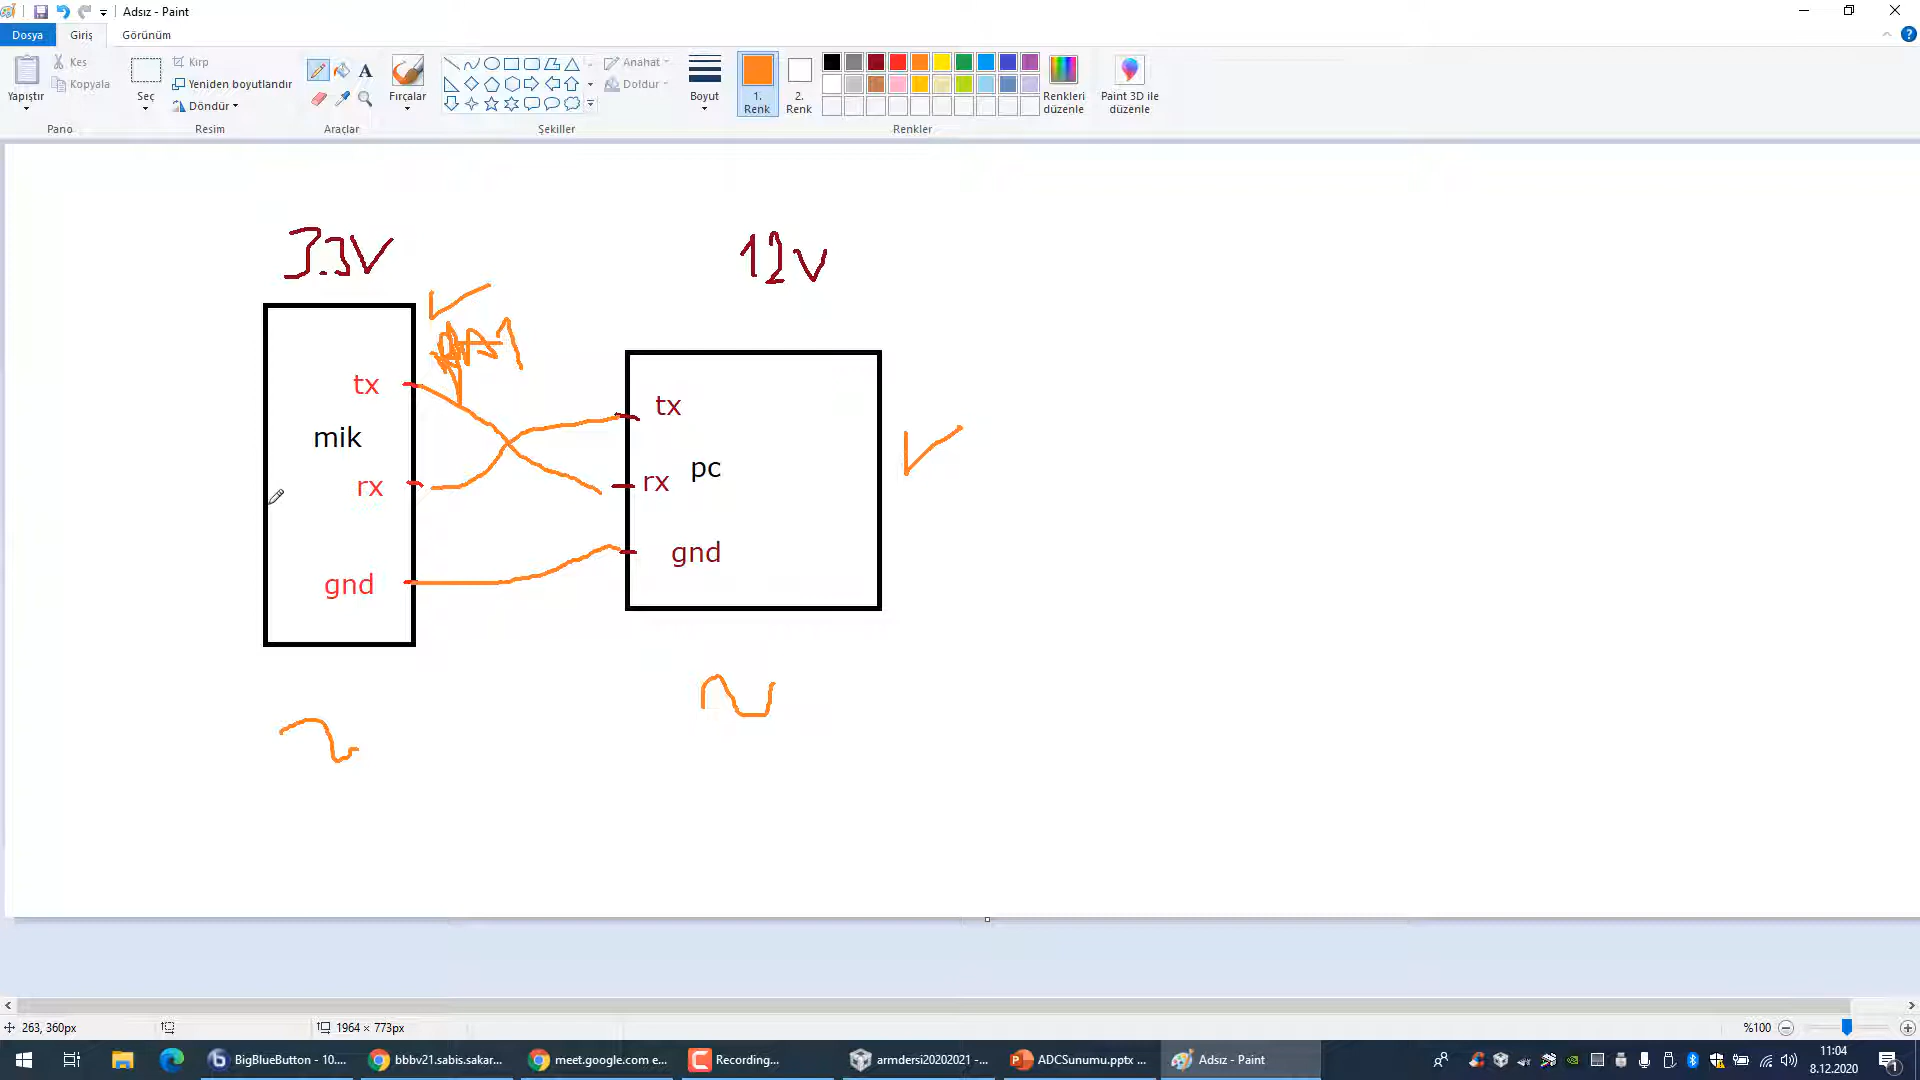 Adsız - Paint
Dosya Giriş Görünüm
Yapıştır
Kes
Kopyala
Pano
Seç
Kırp
Yeniden boyutlandır
Döndür
Resim
Araçlar
Fırçalar
Şekiller
Anahat
Doldur
Boyut
1. Renk
2. Renk
Renkler
Renkleri düzenle
Paint 3D ile düzenle
3.3V
12V
tx
mik
rx
gnd
tx
pc
rx
gnd
263, 360px
1964 × 773px
%100
BigBlueButton - 10....
bbbv21.sabis.sakar...
meet.google.com e...
Recording...
armdersi20202021 -...
ADCSunumu.pptx ...
Adsız - Paint
11:04
8.12.2020